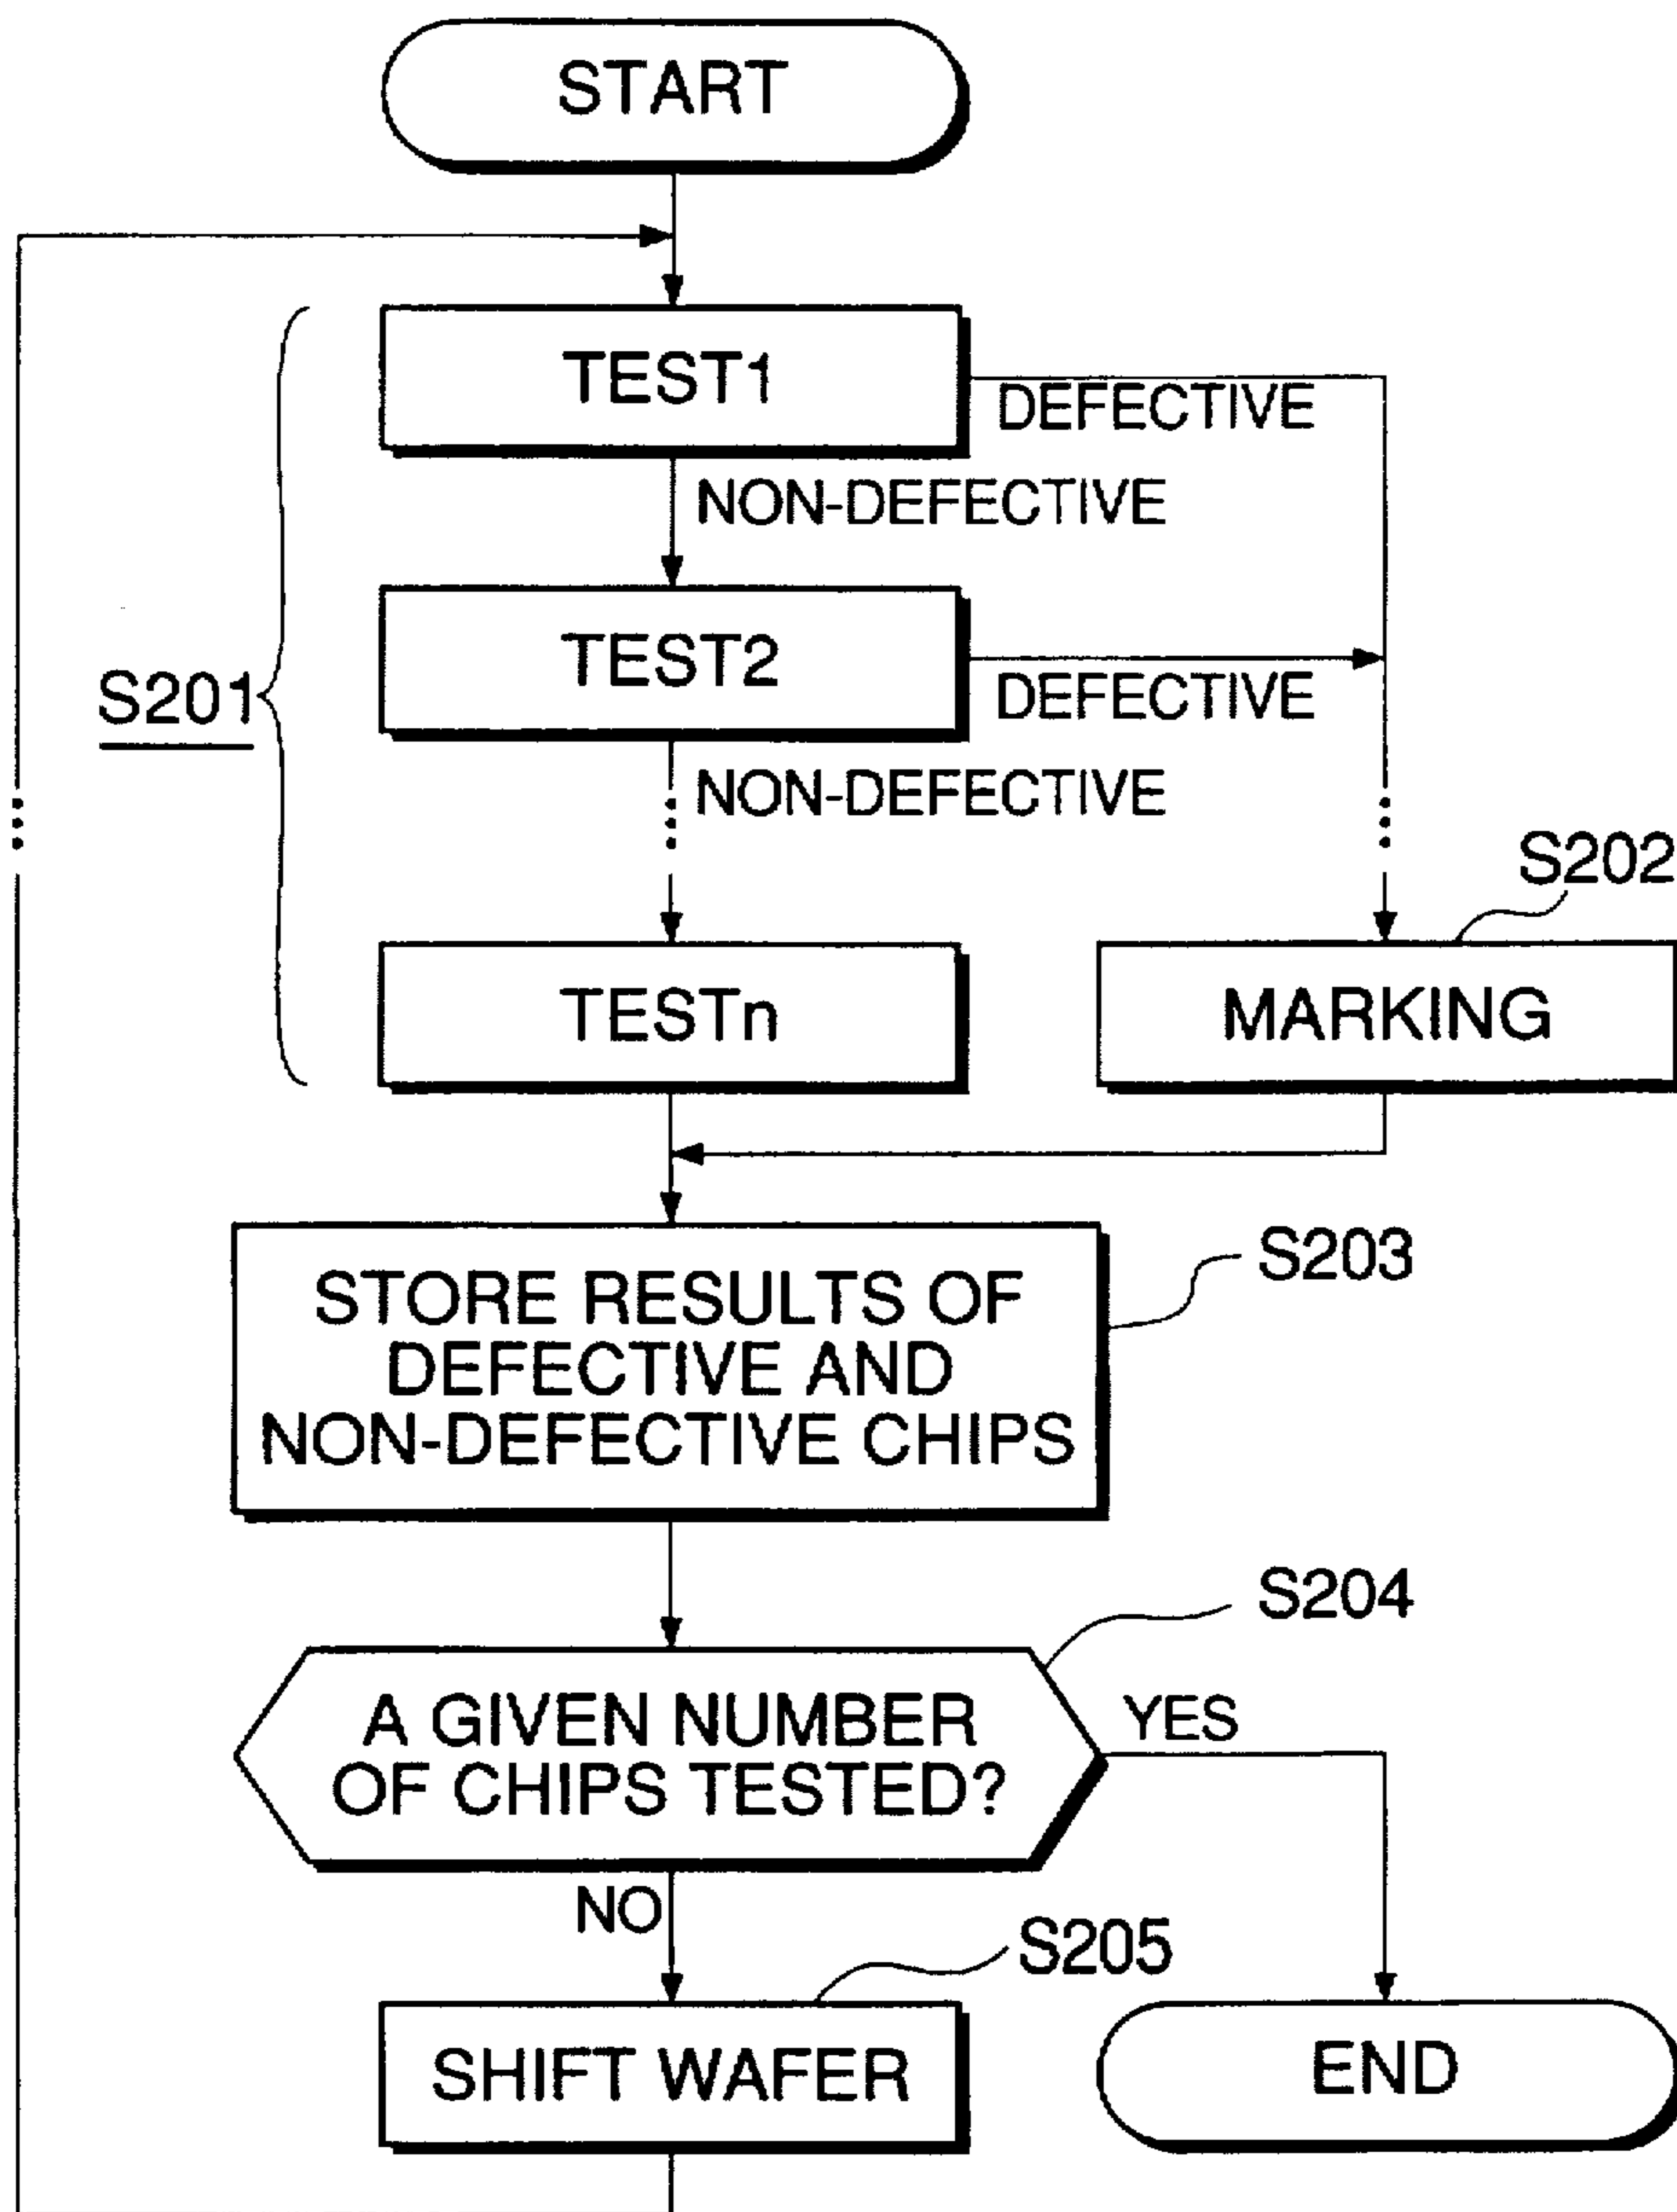 START
TEST1
DEFECTIVE
NON-DEFECTIVE
TEST2
S201
DEFECTIVE
NON-DEFECTIVE
S202
TESTn
MARKING
S203
STORE RESULTS OF
DEFECTIVE AND
NON-DEFECTIVE CHIPS
S204
A GIVEN NUMBER
OF CHIPS TESTED?
YES
NO
S205
SHIFT WAFER
END